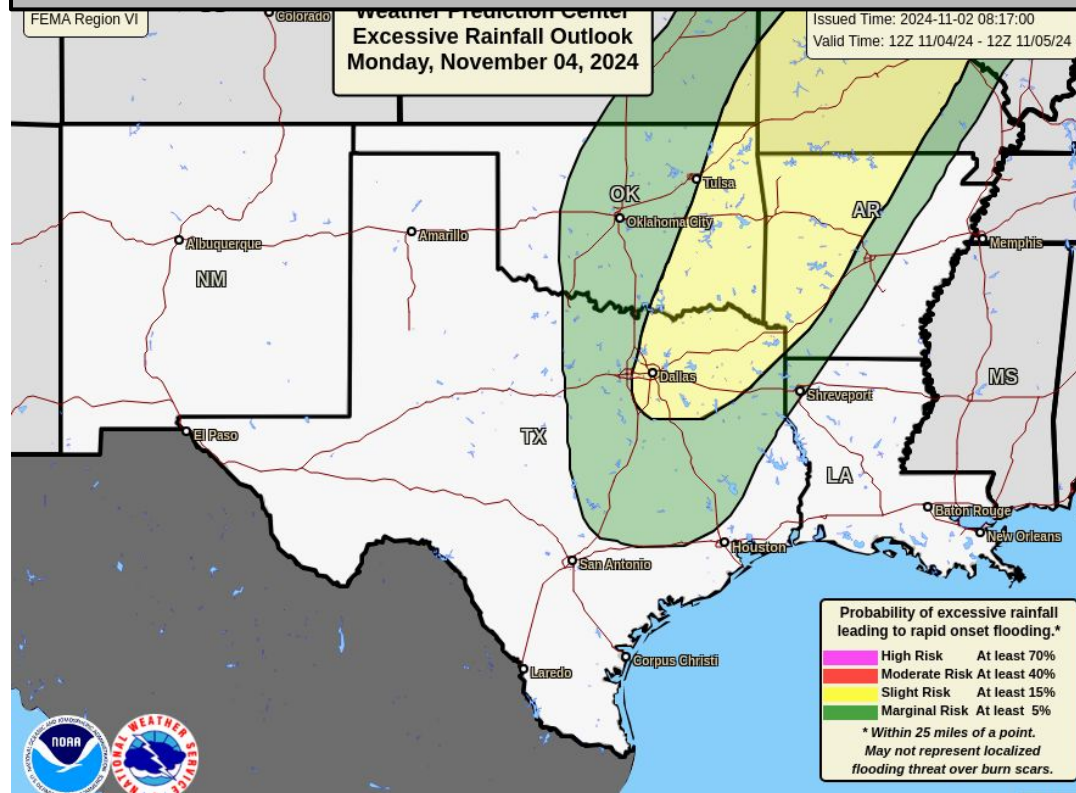 FEMA Region VI
Colorado
Weather Prediction Center
Excessive Rainfall Outlook
Monday, November 04, 2024
Issued Time: 2024-11-02 08:17:00
Valid Time: 12Z 11/04/24 - 12Z 11/05/24
Tulsa
OK
Oklahoma City
AR
Albuquerque
Amarillo
Memphis
NM
Dallas
MS
Shreveport
El Paso
TX
LA
Baton Rouge
New Orleans
Houston
San Antonio
Corpus Christi
Laredo
Probability of excessive rainfall
leading to rapid onset flooding.*
High Risk At least 70%
Moderate Risk At least 40%
Slight Risk At least 15%
Marginal Risk At least 5%
* Within 25 miles of a point.
May not represent localized
flooding threat over burn scars.
NOAA
NATIONAL WEATHER SERVICE